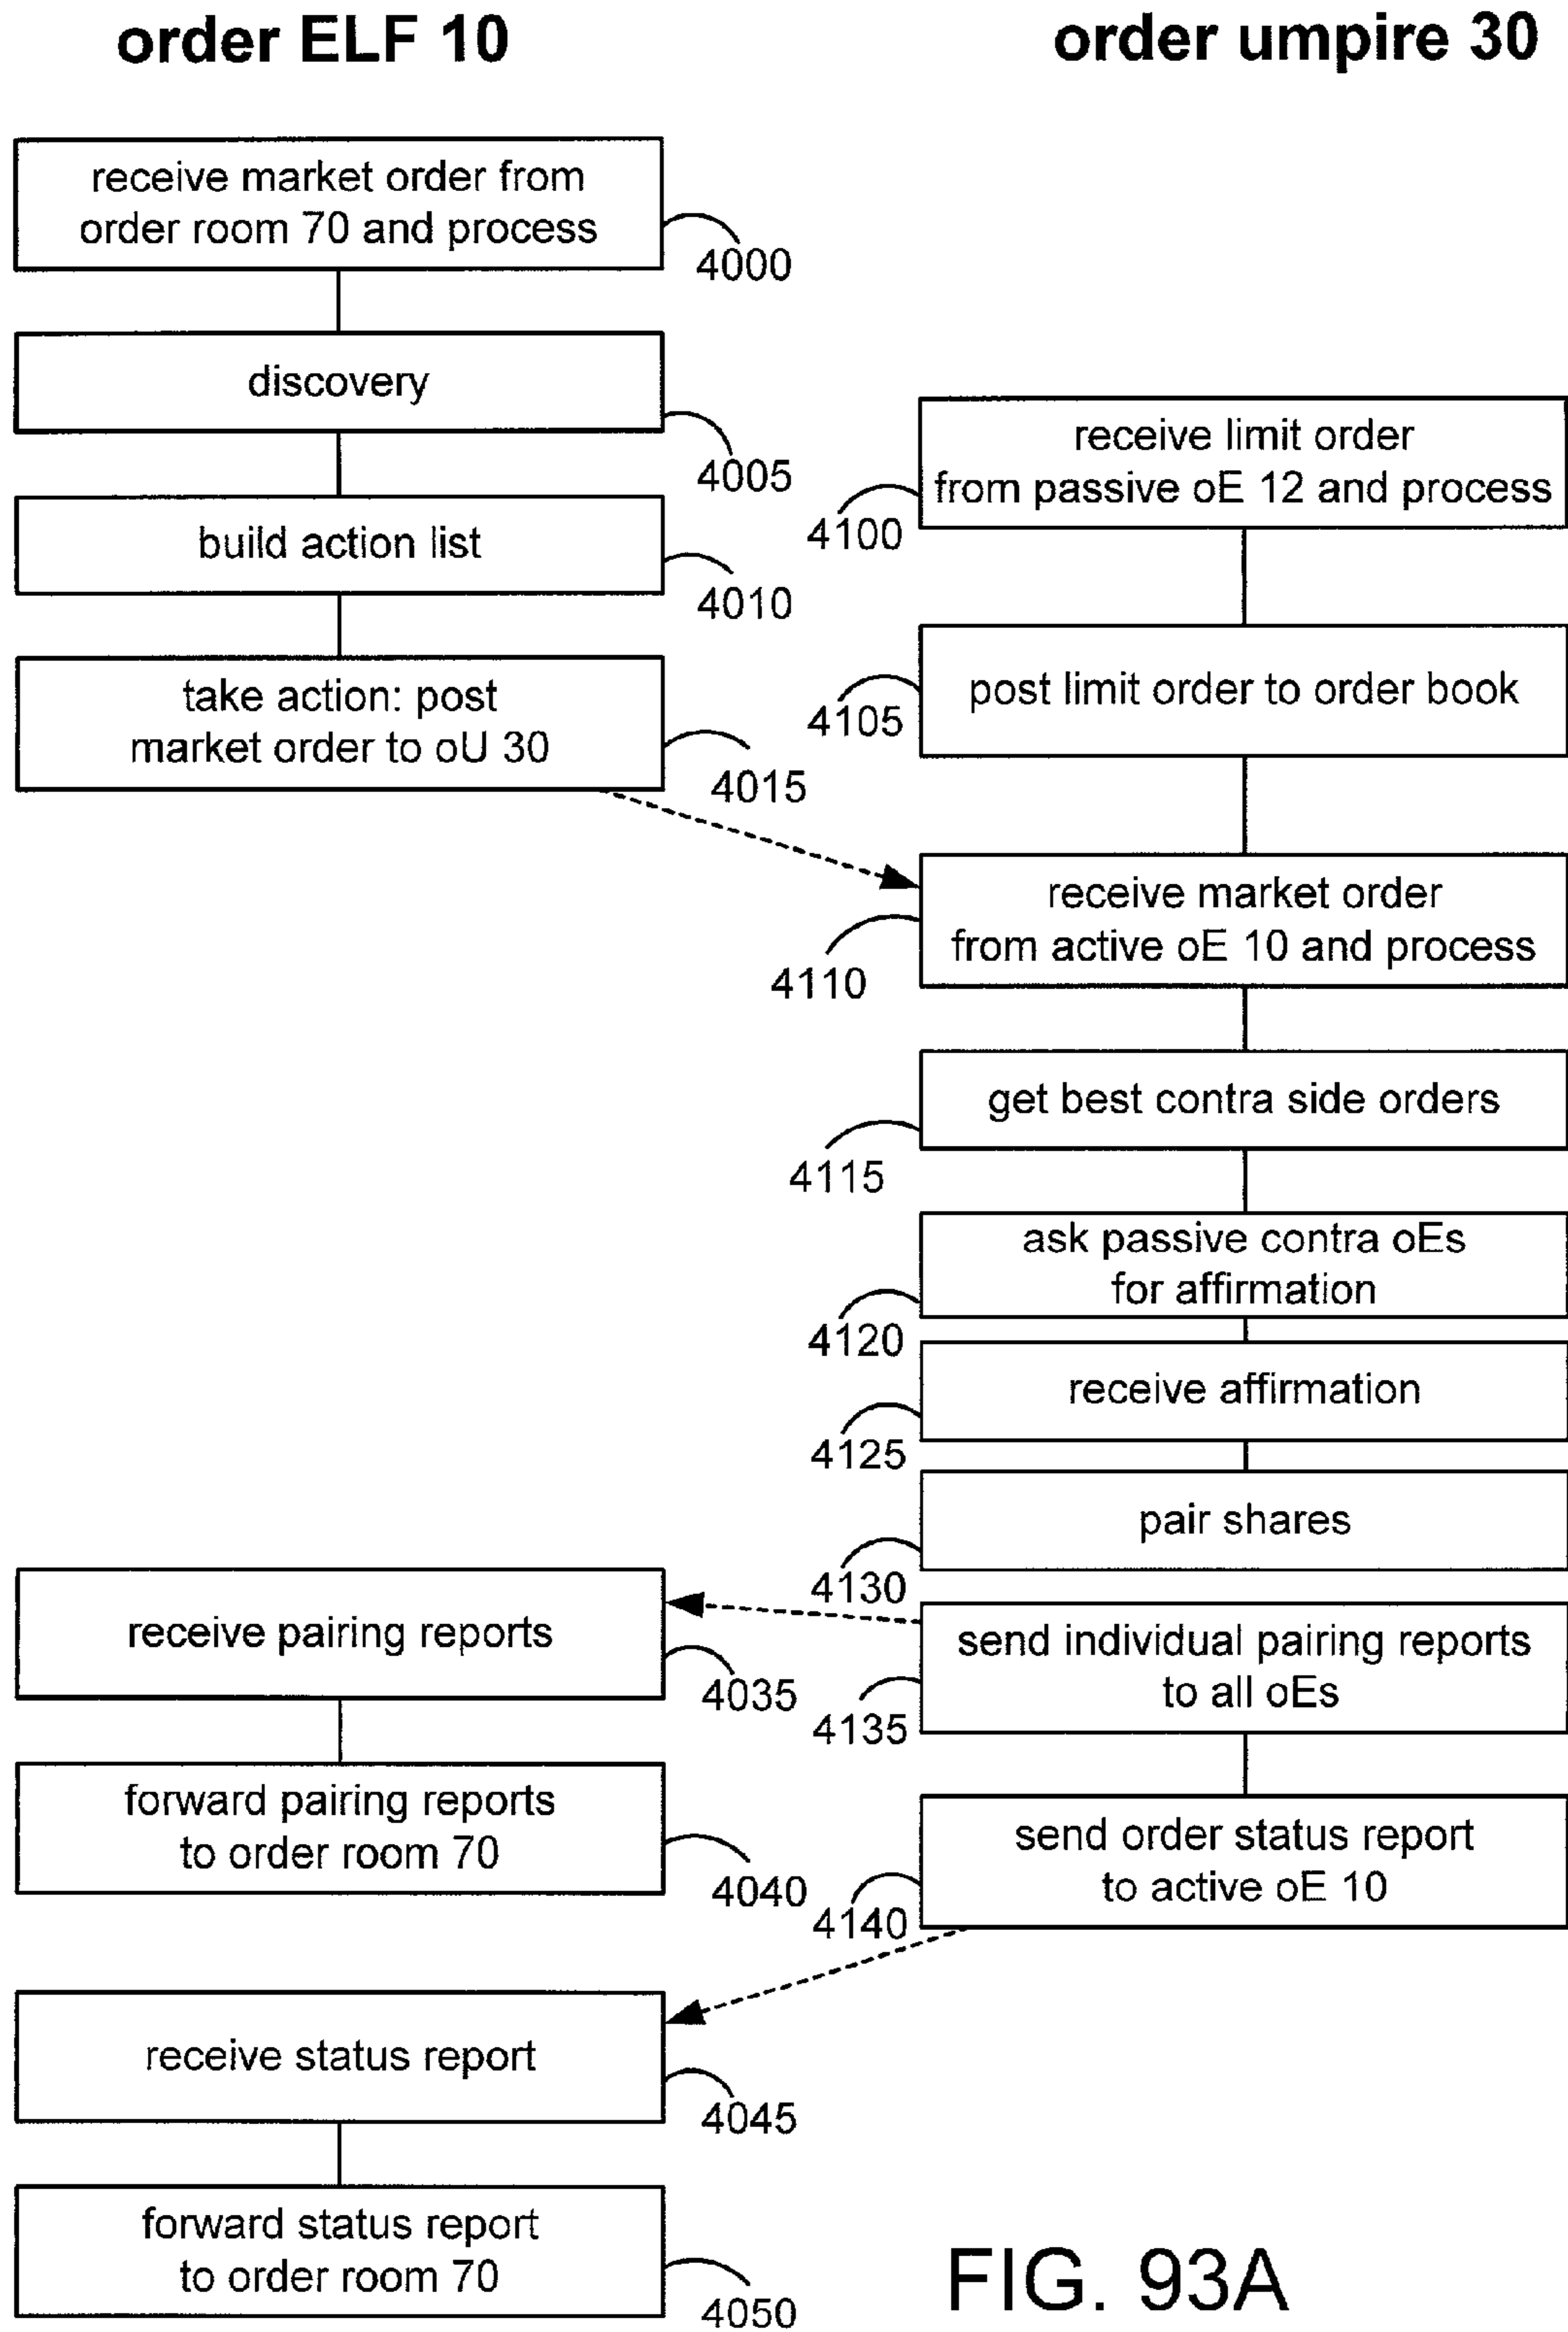 order ELF 10
order umpire 30
receive market order from
order room 70 and process
4000
discovery
4005
build action list
4010
take action: post
market order to oU 30
4015
receive limit order
from passive oE 12 and process
4100
post limit order to order book
4105
receive market order
from active oE 10 and process
4110
get best contra side orders
4115
ask passive contra oEs
for affirmation
4120
receive affirmation
4125
pair shares
4130
send individual pairing reports
to all oEs
4135
send order status report
to active oE 10
4140
receive pairing reports
4035
forward pairing reports
to order room 70
4040
receive status report
4045
forward status report
to order room 70
4050
FIG. 93A